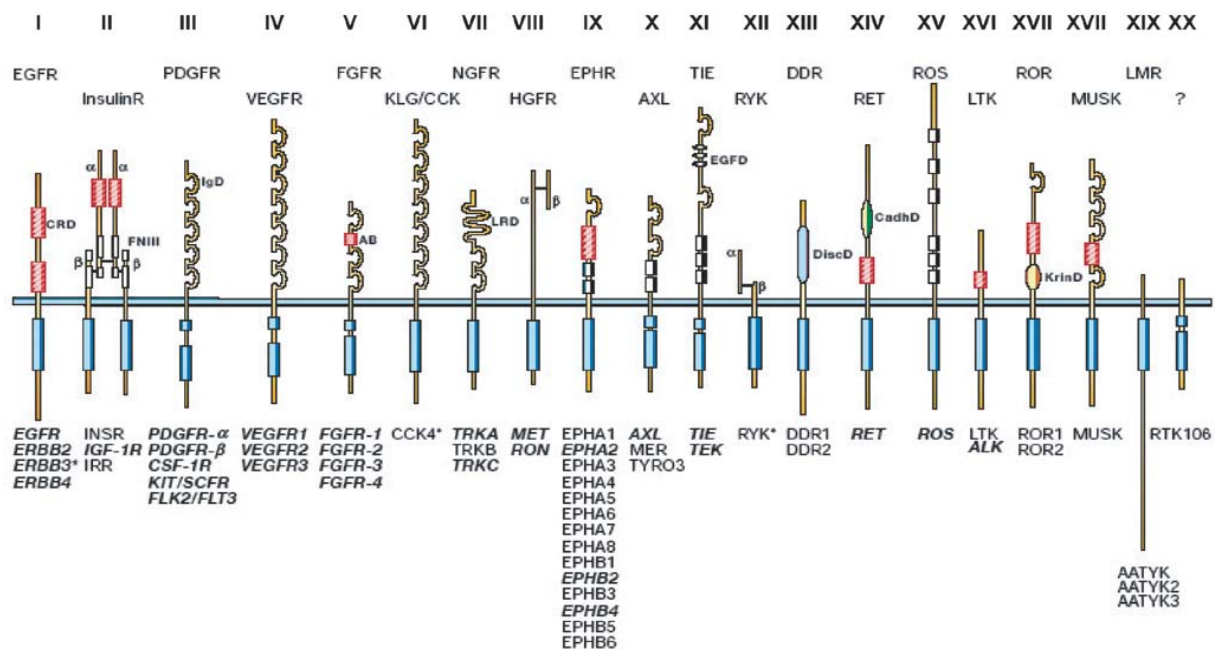 I II III IV V VI VII VIII IX X XI XII XIII XIV XV XVI XVII XVII XIX XX
EGFR PDGFR FGFR NGFR EPHR TIE DDR ROS ROR LMR
InsulinR VEGFR KLG/CCK HGFR AXL RYK RET LTK MUSK ?
α α
EGFD
IgD
α β
CRD
LRD
CadhD
FNIII
AB
DiscD
β β
α β
KrinD
EGFR
ERBB2
ERBB3*
ERBB4
INSR
IGF-1R
IRR
PDGFR-α
PDGFR-β
CSF-1R
KIT/SCFR
FLK2/FLT3
VEGFR1
VEGFR2
VEGFR3
FGFR-1
FGFR-2
FGFR-3
FGFR-4
CCK4*
TRKA
TRKB
TRKC
MET
RON
EPHA1
EPHA2
EPHA3
EPHA4
EPHA5
EPHA6
EPHA7
EPHA8
EPHB1
EPHB2
EPHB3
EPHB4
EPHB5
EPHB6
AXL
MER
TYRO3
TIE
TEK
RYK*
DDR1
DDR2
RET
ROS
LTK
ALK
ROR1
ROR2
MUSK
AATYK
AATYK2
AATYK3
RTK106